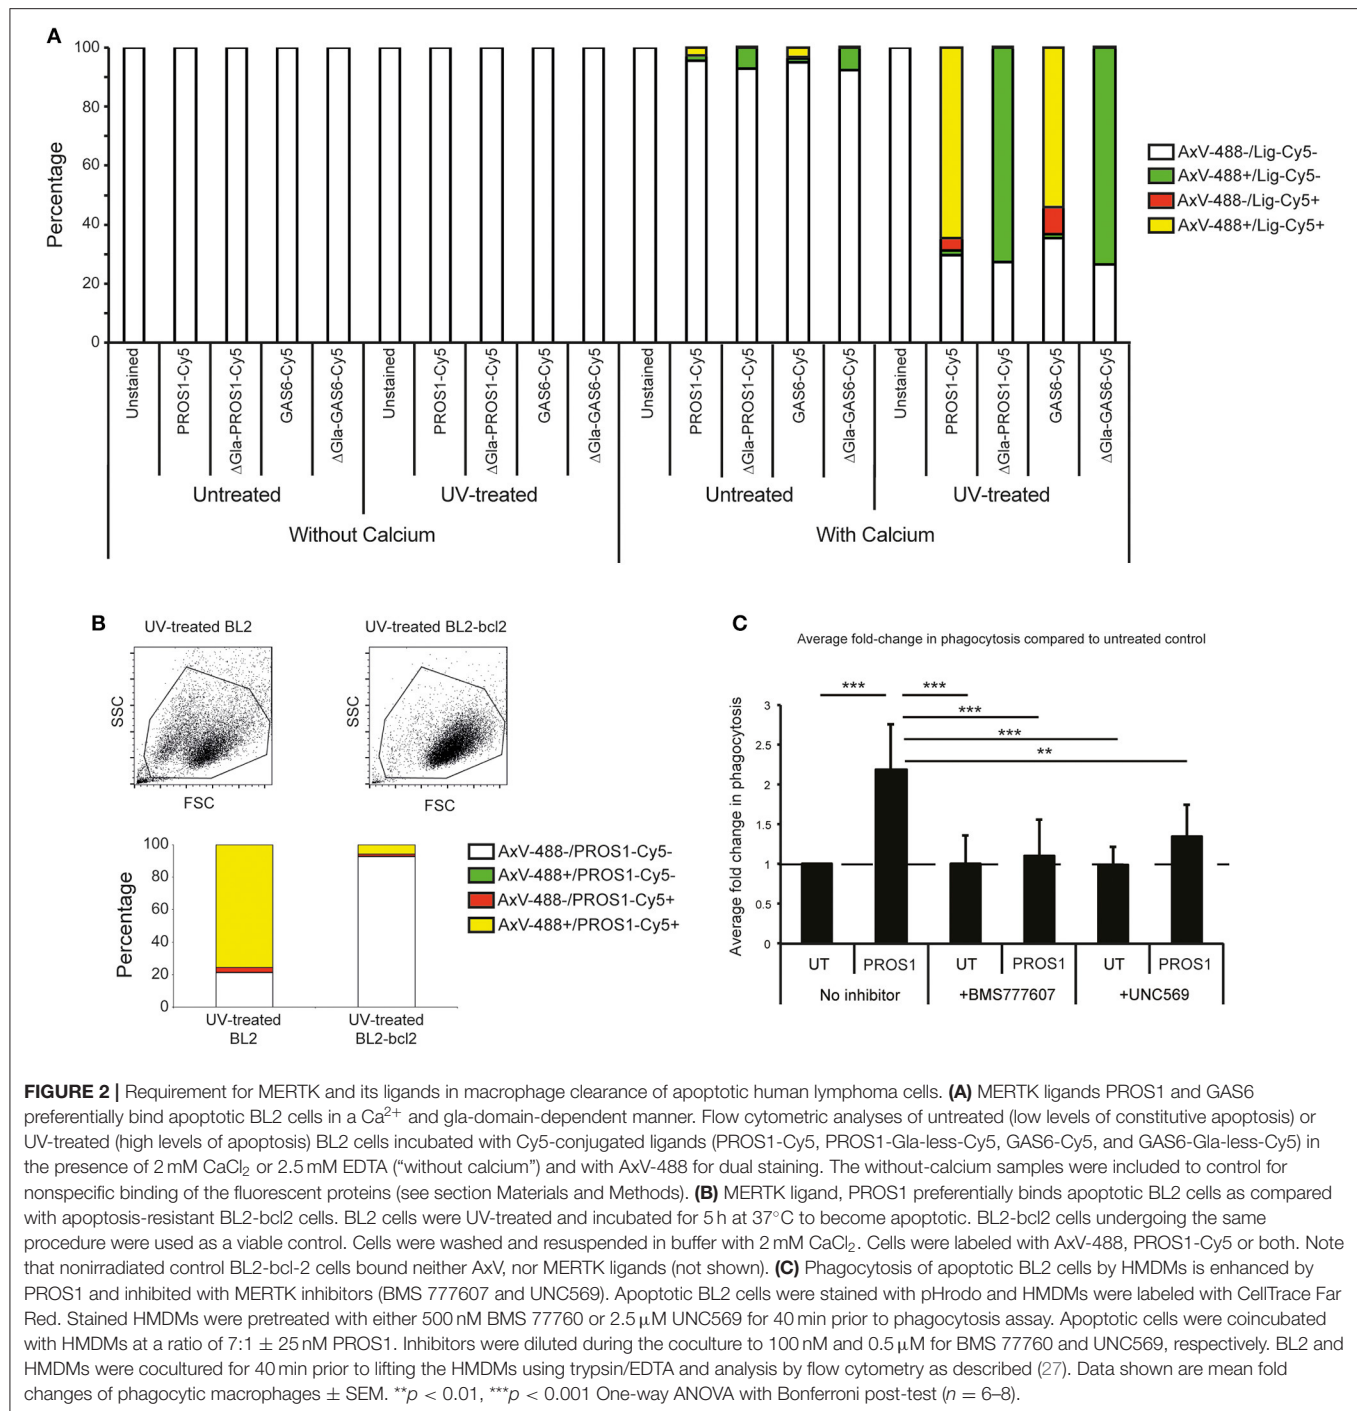 A
100
80
60
40
20
0
Percentage
AxV-488-/Lig-Cy5-
AxV-488+/Lig-Cy5-
AxV-488-/Lig-Cy5+
AxV-488+/Lig-Cy5+
Unstained
PROS1-Cy5
ΔGla-PROS1-Cy5
GAS6-Cy5
ΔGla-GAS6-Cy5
Unstained
PROS1-Cy5
ΔGla-PROS1-Cy5
GAS6-Cy5
ΔGla-GAS6-Cy5
Unstained
PROS1-Cy5
ΔGla-PROS1-Cy5
GAS6-Cy5
ΔGla-GAS6-Cy5
Unstained
PROS1-Cy5
ΔGla-PROS1-Cy5
GAS6-Cy5
ΔGla-GAS6-Cy5
Untreated
UV-treated
Untreated
UV-treated
Without Calcium
With Calcium
B
UV-treated BL2
UV-treated BL2-bcl2
SSC
FSC
SSC
FSC
100
80
60
40
20
0
Percentage
UV-treated
BL2
UV-treated
BL2-bcl2
AxV-488-/PROS1-Cy5-
AxV-488+/PROS1-Cy5-
AxV-488-/PROS1-Cy5+
AxV-488+/PROS1-Cy5+
C
Average fold-change in phagocytosis compared to untreated control
Average fold change in phagocytosis
3
2.5
2
1.5
1
0.5
0
***
***
***
***
**
UT
PROS1
UT
PROS1
UT
PROS1
No inhibitor
+BMS777607
+UNC569
FIGURE 2 | Requirement for MERTK and its ligands in macrophage clearance of apoptotic human lymphoma cells. (A) MERTK ligands PROS1 and GAS6
preferentially bind apoptotic BL2 cells in a Ca2+ and gla-domain-dependent manner. Flow cytometric analyses of untreated (low levels of constitutive apoptosis) or
UV-treated (high levels of apoptosis) BL2 cells incubated with Cy5-conjugated ligands (PROS1-Cy5, PROS1-Gla-less-Cy5, GAS6-Cy5, and GAS6-Gla-less-Cy5) in
the presence of 2 mM CaCl2 or 2.5 mM EDTA (“without calcium”) and with AxV-488 for dual staining. The without-calcium samples were included to control for
nonspecific binding of the fluorescent proteins (see section Materials and Methods). (B) MERTK ligand, PROS1 preferentially binds apoptotic BL2 cells as compared
with apoptosis-resistant BL2-bcl2 cells. BL2 cells were UV-treated and incubated for 5 h at 37°C to become apoptotic. BL2-bcl2 cells undergoing the same
procedure were used as a viable control. Cells were washed and resuspended in buffer with 2 mM CaCl2. Cells were labeled with AxV-488, PROS1-Cy5 or both. Note
that nonirradiated control BL2-bcl-2 cells bound neither AxV, nor MERTK ligands (not shown). (C) Phagocytosis of apoptotic BL2 cells by HMDMs is enhanced by
PROS1 and inhibited with MERTK inhibitors (BMS 777607 and UNC569). Apoptotic BL2 cells were stained with pHrodo and HMDMs were labeled with CellTrace Far
Red. Stained HMDMs were pretreated with either 500 nM BMS 77760 or 2.5 μM UNC569 for 40 min prior to phagocytosis assay. Apoptotic cells were coincubated
with HMDMs at a ratio of 7:1 ± 25 nM PROS1. Inhibitors were diluted during the coculture to 100 nM and 0.5 μM for BMS 77760 and UNC569, respectively. BL2 and
HMDMs were cocultured for 40 min prior to lifting the HMDMs using trypsin/EDTA and analysis by flow cytometry as described (27). Data shown are mean fold
changes of phagocytic macrophages ± SEM. **p < 0.01, ***p < 0.001 One-way ANOVA with Bonferroni post-test (n = 6–8).